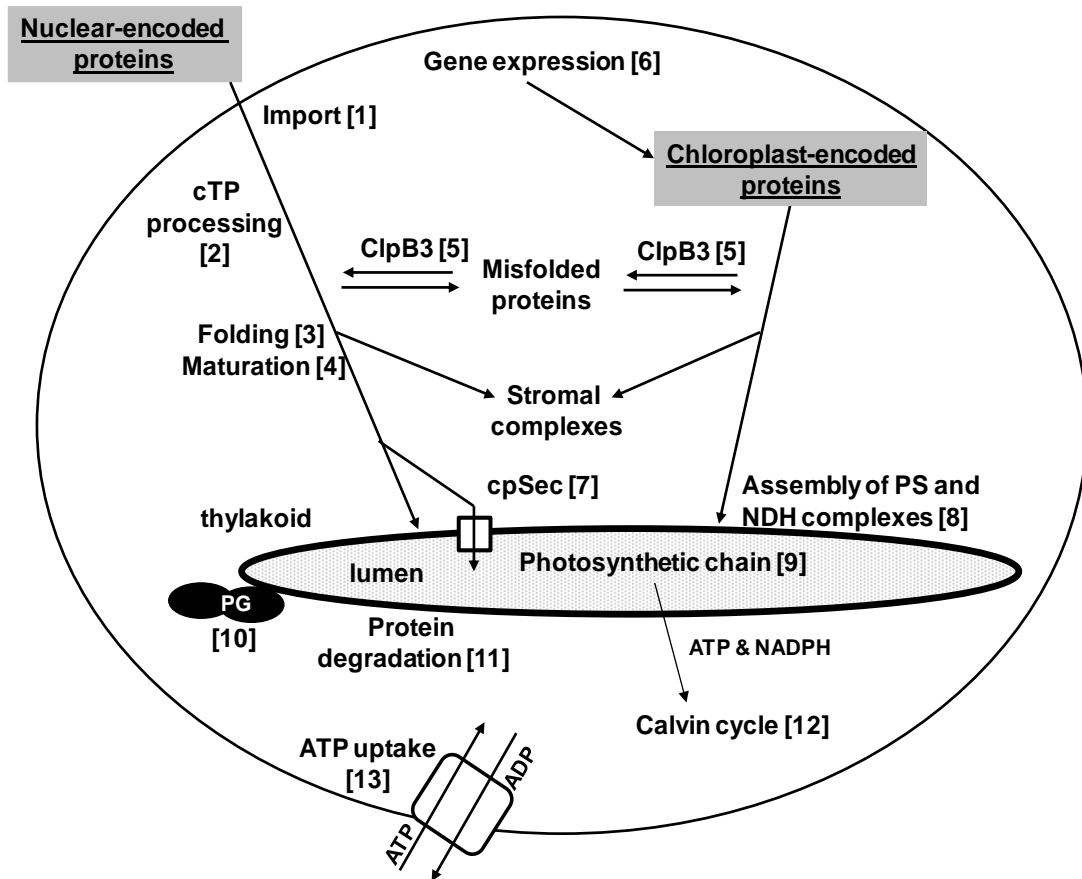 Nuclear-encoded
proteins
Gene expression [6]
Import [1]
Chloroplast-encoded
proteins
cTP
processing
[2]
ClpB3 [5]
Misfolded
proteins
ClpB3 [5]
Folding [3]
Maturation [4]
Stromal
complexes
cpSec [7]
Assembly of PS and
NDH complexes [8]
thylakoid
lumen
Photosynthetic chain [9]
PG
[10]
Protein
degradation [11]
ATP & NADPH
Calvin cycle [12]
ATP uptake
[13]
ADP
ATP